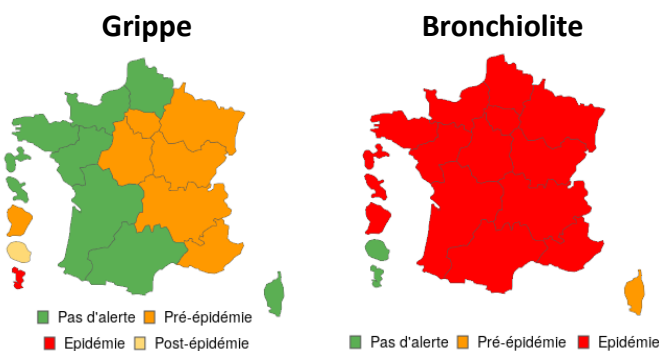 Grippe
Bronchiolite
Pas d'alerte Pré-épidémie
Epidémie Post-épidémie
Pas d'alerte Pré-épidémie Epidémie